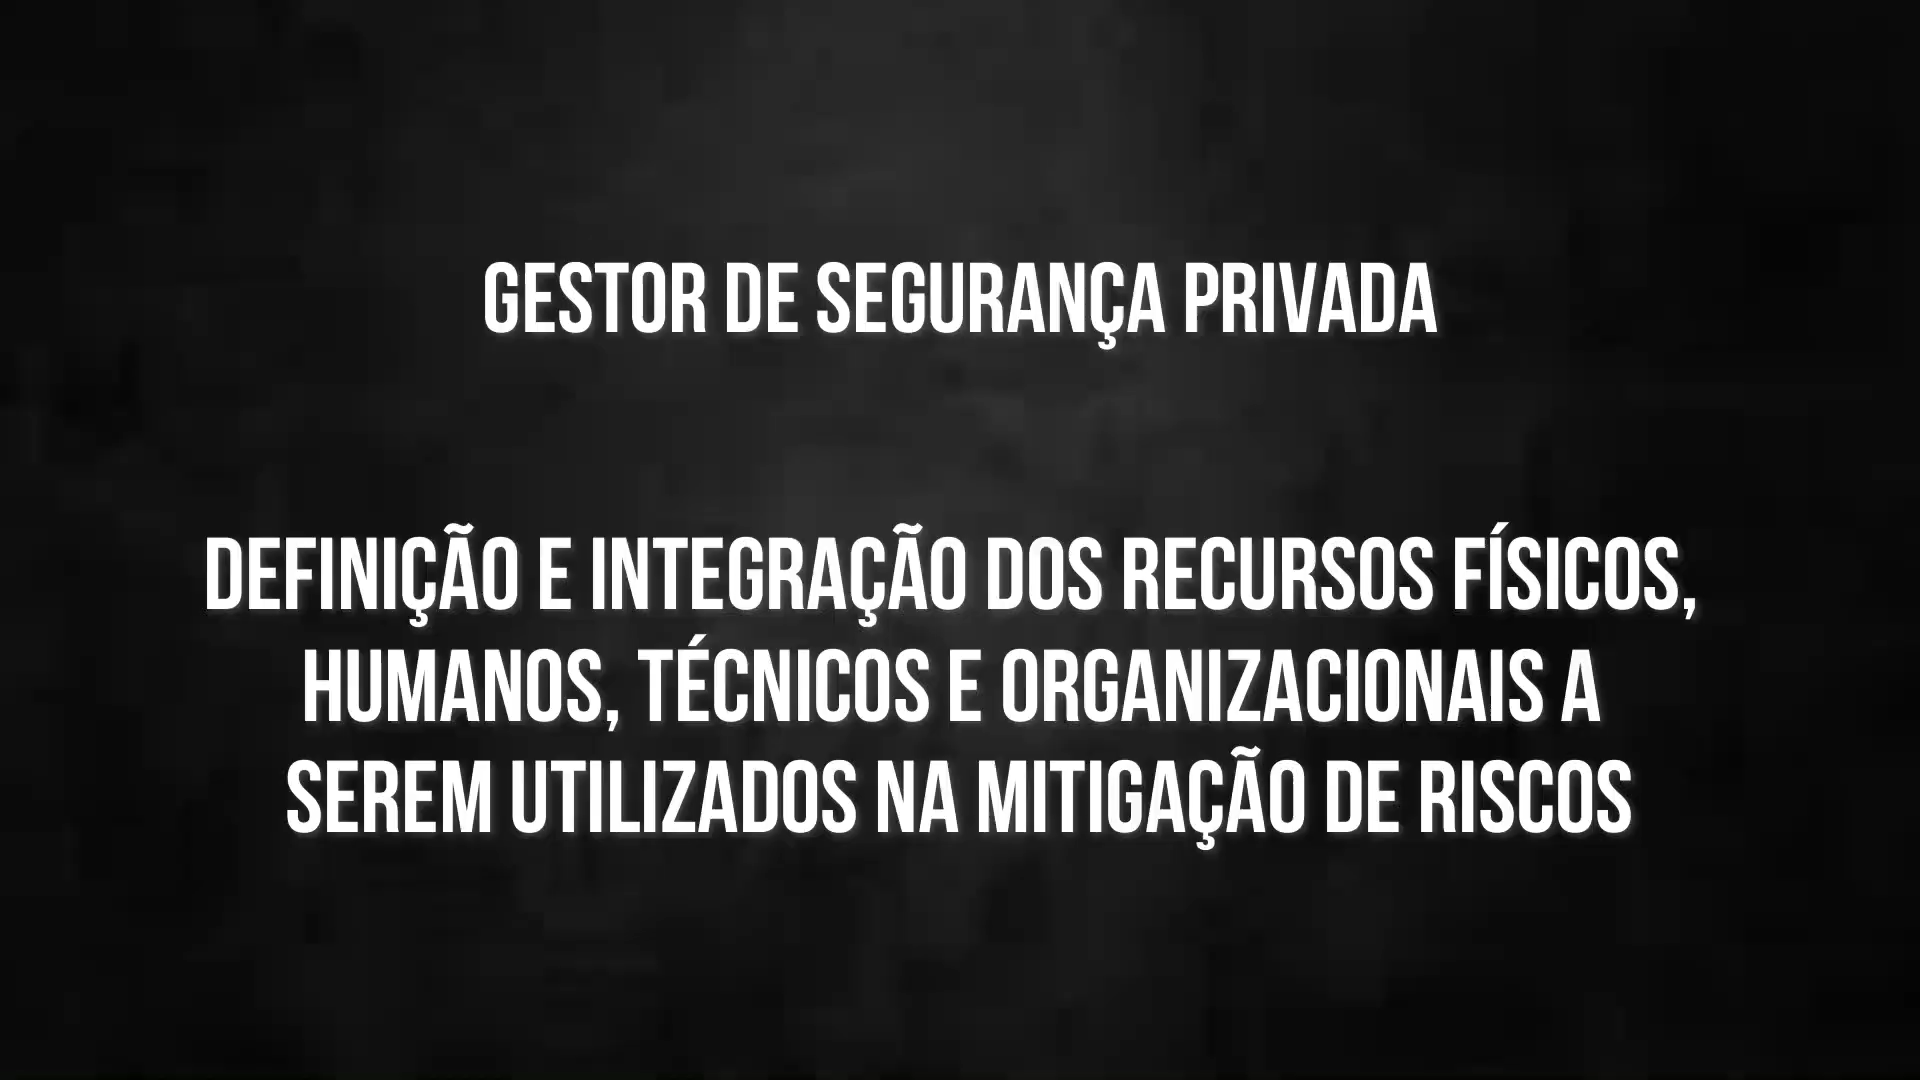 GESTOR DE SEGURANÇA PRIVADA
DEFINIÇÃO E INTEGRAÇÃO DOS RECURSOS FÍSICOS,
HUMANOS, TÉCNICOS E ORGANIZACIONAIS A
SEREM UTILIZADOS NA MITIGAÇÃO DE RISCOS